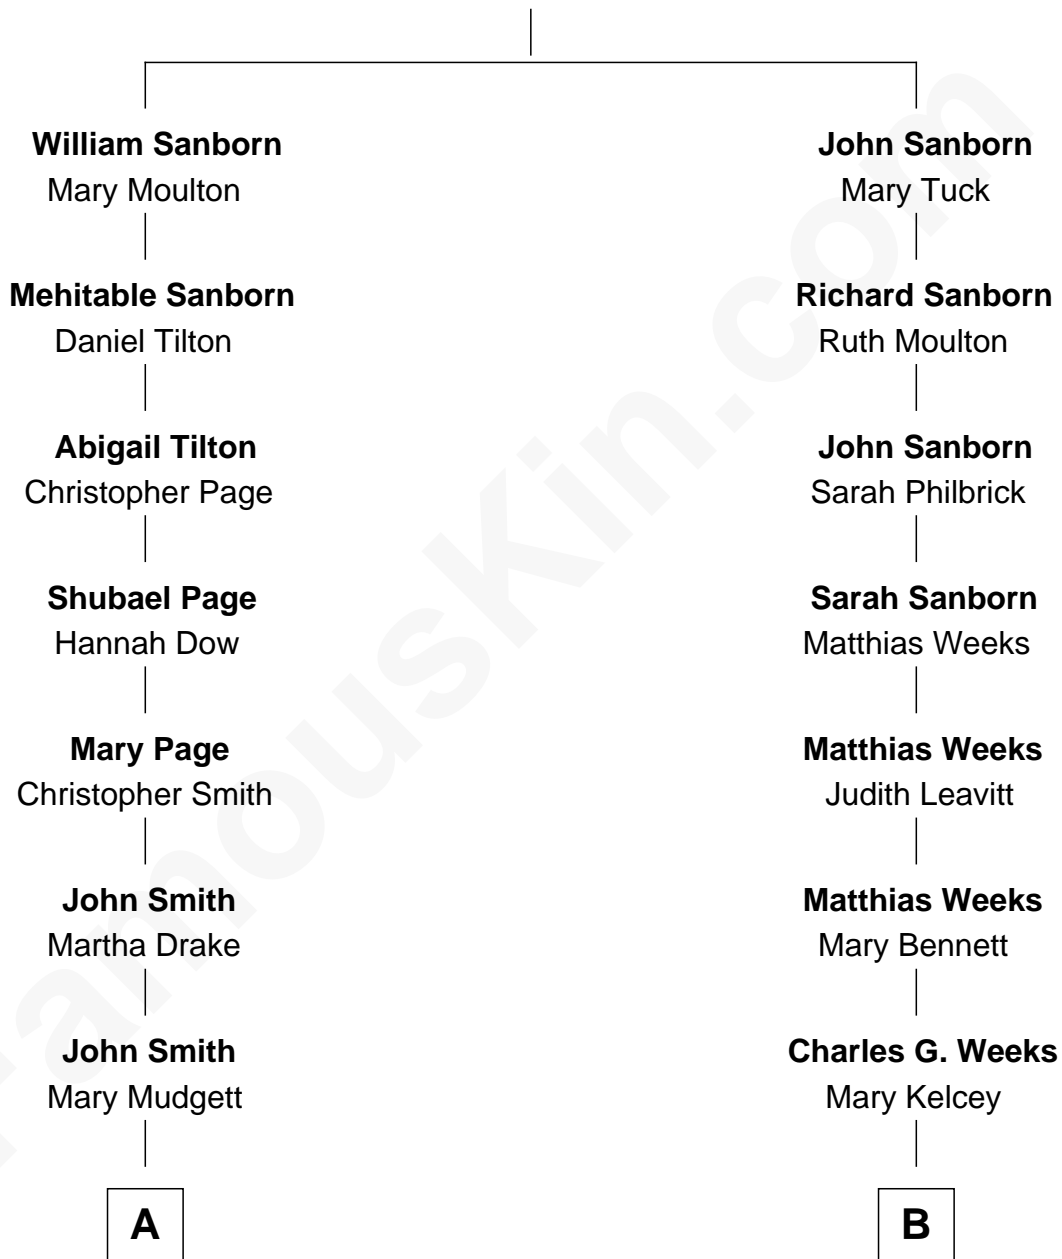 William Sanborn
Mary Moulton
Mehitable Sanborn
Daniel Tilton
Abigail Tilton
Christopher Page
Shubael Page
Hannah Dow
Mary Page
Christopher Smith
John Smith
Martha Drake
John Smith
Mary Mudgett
A
John Sanborn
Mary Tuck
Richard Sanborn
Ruth Moulton
John Sanborn
Sarah Philbrick
Sarah Sanborn
Matthias Weeks
Matthias Weeks
Judith Leavitt
Matthias Weeks
Mary Bennett
Charles G. Weeks
Mary Kelcey
B
FamousKin.com